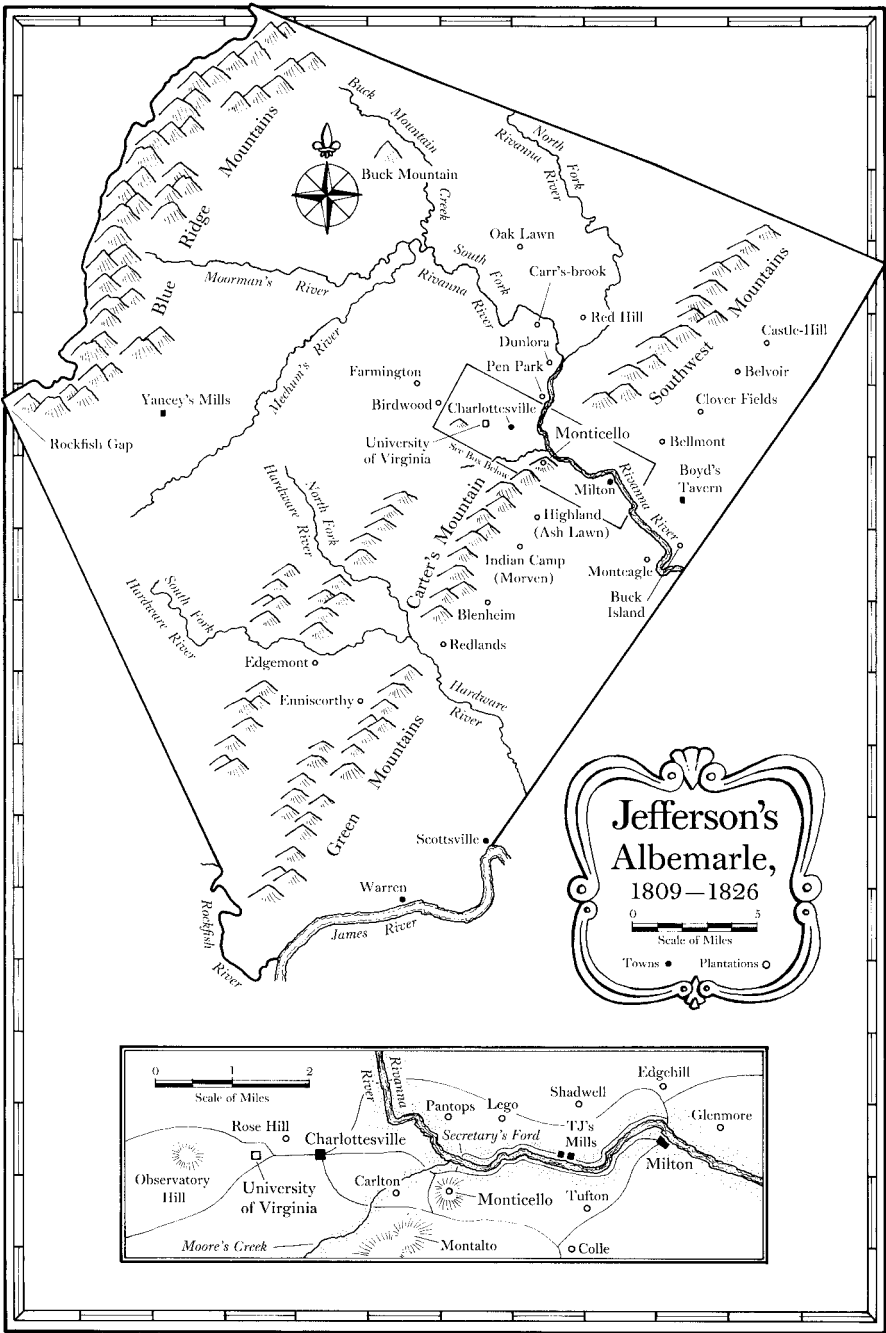 Buck
Mountain
Creek
North
Fork
Rivanna
River
Blue
Ridge
Mountains
Buck Mountain
Oak Lawn
South
Fork
Rivanna
River
Moorman's
River
Carr's-brook
Red Hill
Southwest
Mountains
Castle-Hill
Mechum's River
Dunlora
Pen Park
Farmington
Belvoir
Birdwood
Charlottesville
Clover Fields
Yancey's Mills
Rockfish Gap
University
of Virginia
See Box Below
Monticello
Bellmont
Boyd's
Tavern
Milton
Rivanna
River
North Fork
Hardware River
Carter's Mountain
Highland
(Ash Lawn)
Indian Camp
(Morven)
Monteagle
Buck
Island
South Fork
Hardware River
Blenheim
Redlands
Edgemont
Enniscorthy
Hardware
River
Green
Mountains
Scottsville
Warren
James River
Rockfish
River
Jefferson's
Albemarle,
1809—1826
0 5
Scale of Miles
Towns Plantations
0 1 2
Scale of Miles
Rivanna
River
Edgehill
Shadwell
Pantops
Lego
Glenmore
Rose Hill
Charlottesville
Secretary's Ford
TJ's
Mills
Milton
Observatory
Hill
University
of Virginia
Carlton
Monticello
Tufton
Moore's Creek
Montalto
Colle